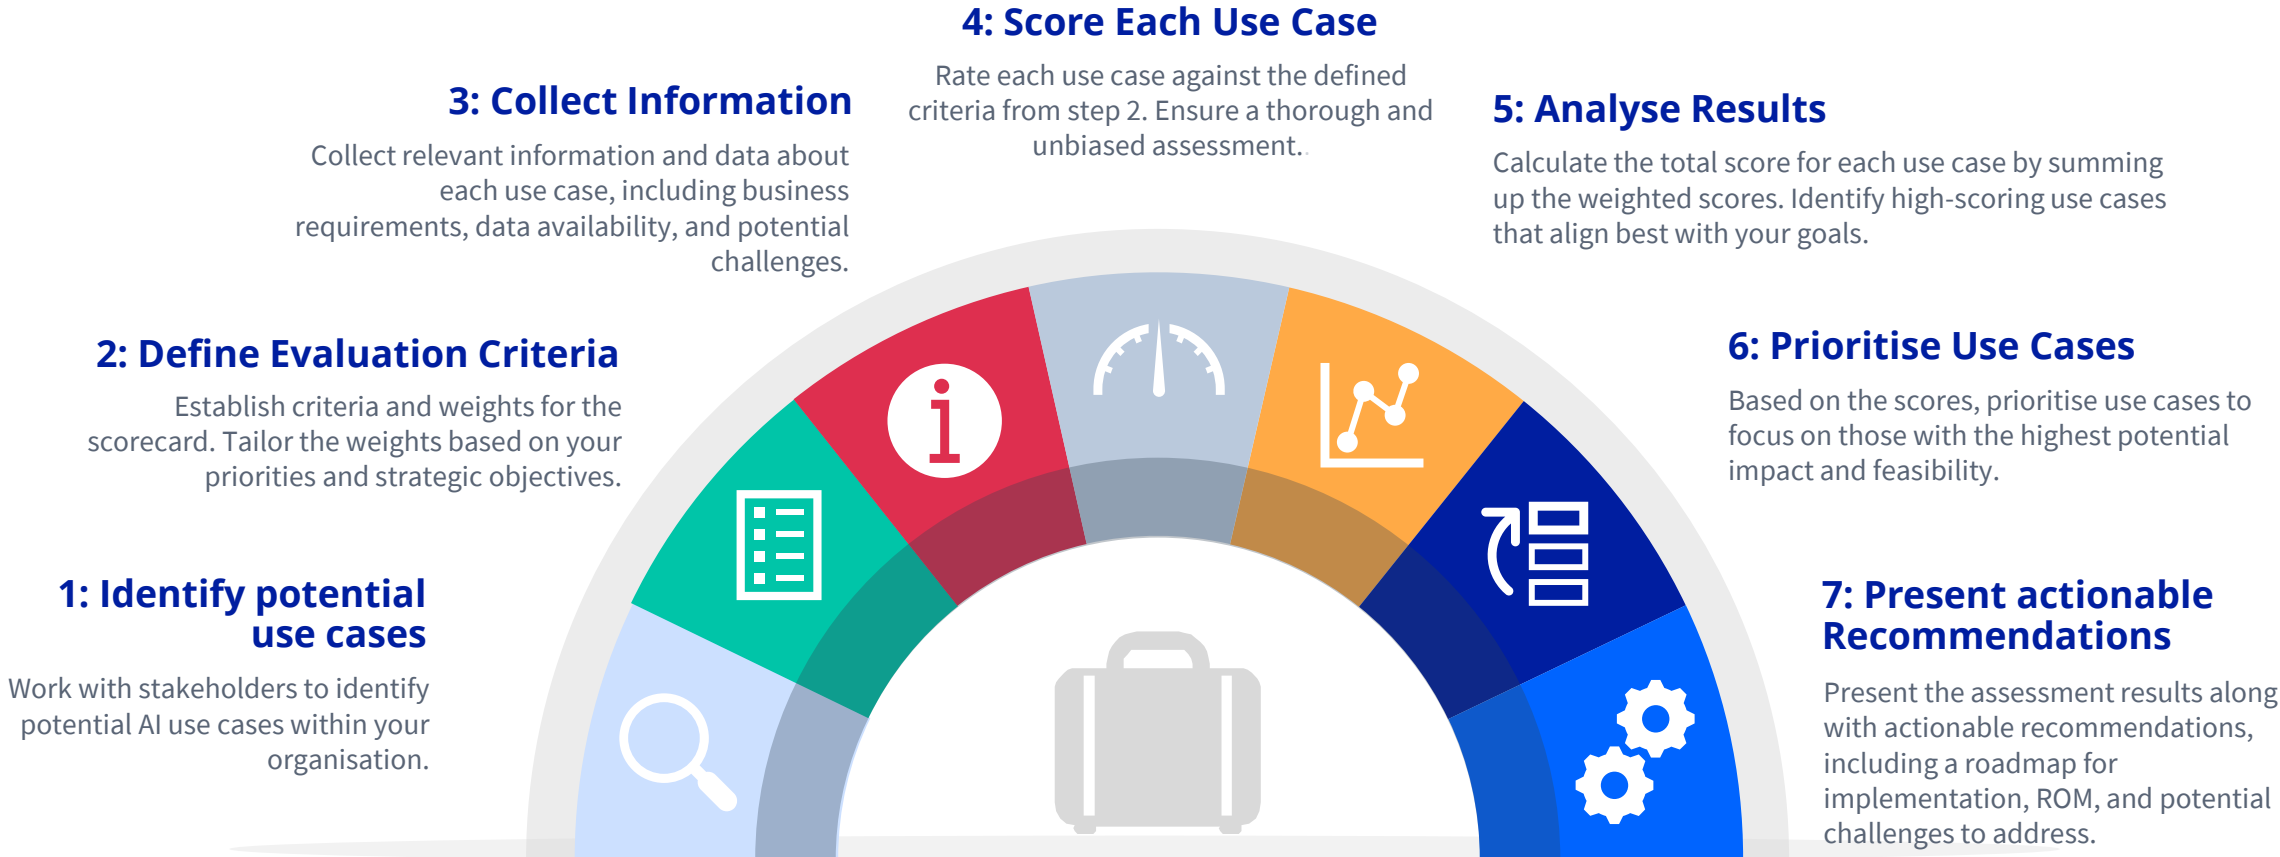 1: Identify potential
use cases
Work with stakeholders to identify
potential AI use cases within your
organisation.
2: Define Evaluation Criteria
Establish criteria and weights for the
scorecard. Tailor the weights based on your
priorities and strategic objectives.
3: Collect Information
Collect relevant information and data about
each use case, including business
requirements, data availability, and potential
challenges.
4: Score Each Use Case
Rate each use case against the defined
criteria from step 2. Ensure a thorough and
unbiased assessment..
5: Analyse Results
Calculate the total score for each use case by summing
up the weighted scores. Identify high-scoring use cases
that align best with your goals.
6: Prioritise Use Cases
Based on the scores, prioritise use cases to
focus on those with the highest potential
impact and feasibility.
7: Present actionable
Recommendations
Present the assessment results along
with actionable recommendations,
including a roadmap for
implementation, ROM, and potential
challenges to address.